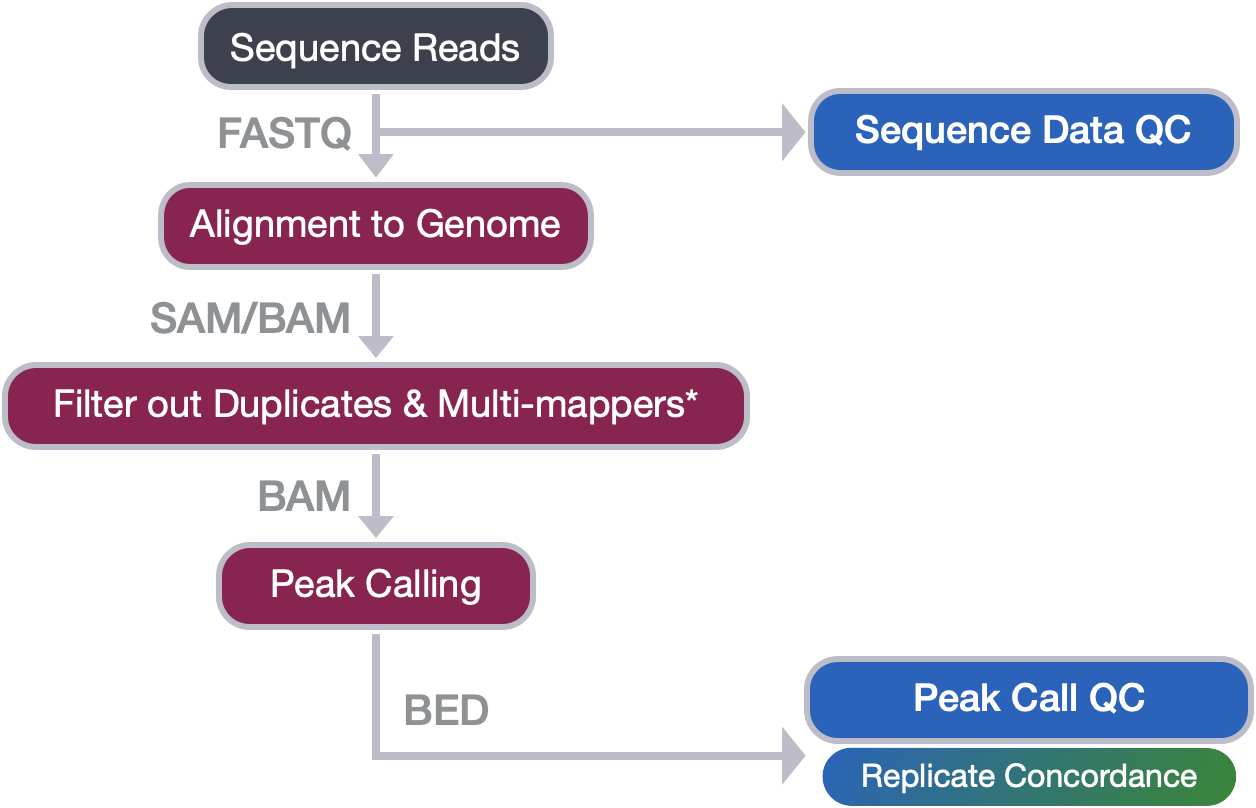 Sequence Reads
FASTQ
Sequence Data QC
Alignment to Genome
SAM/BAM
Filter out Duplicates & Multi-mappers*
BAM
Peak Calling
BED
Peak Call QC
Replicate Concordance